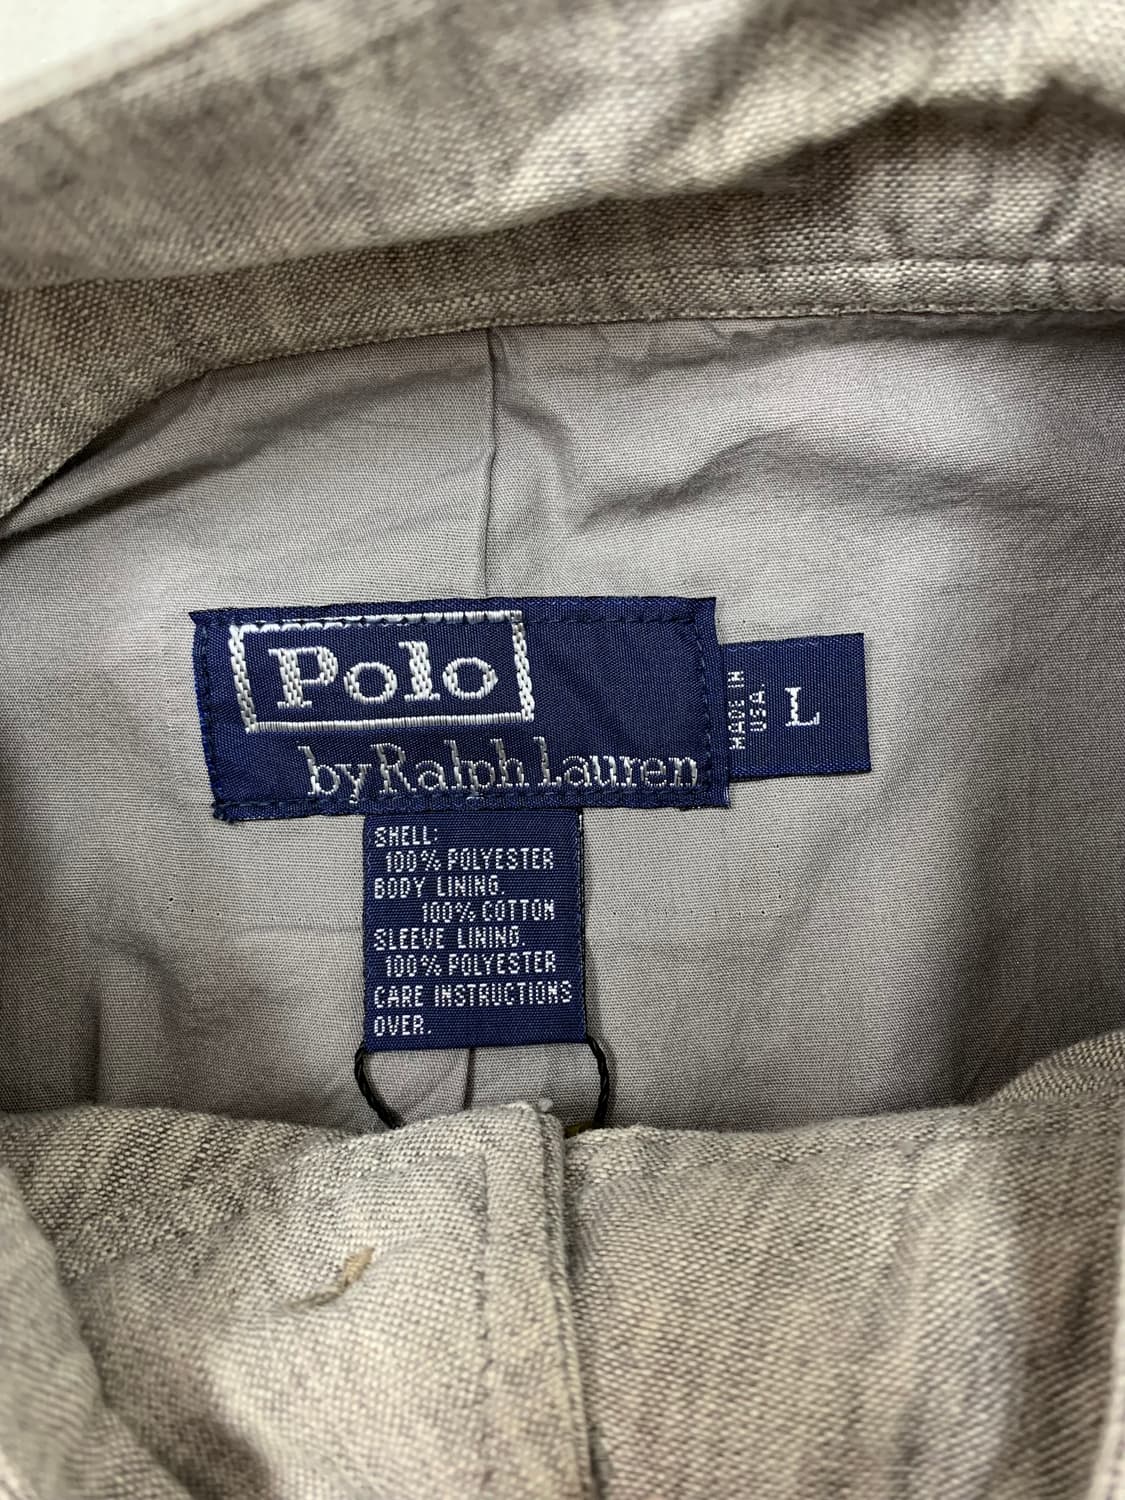 Polo
by Ralph Lauren
MADE IN
USA.
L
SHELL:
100% POLYESTER
BODY LINING.
100% COTTON
SLEEVE LINING.
100% POLYESTER
CARE INSTRUCTIONS
OVER.